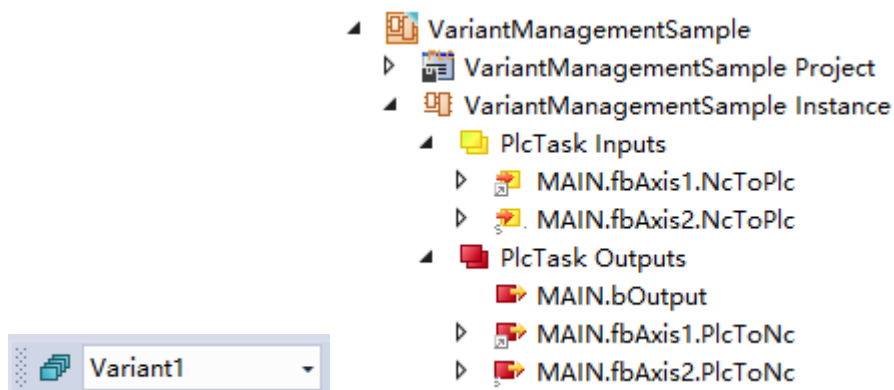 VariantManagementSample
VariantManagementSample Project
VariantManagementSample Instance
PlcTask Inputs
MAIN.fbAxis1.NcToPlc
MAIN.fbAxis2.NcToPlc
PlcTask Outputs
MAIN.bOutput
MAIN.fbAxis1.PlcToNc
MAIN.fbAxis2.PlcToNc
Variant1